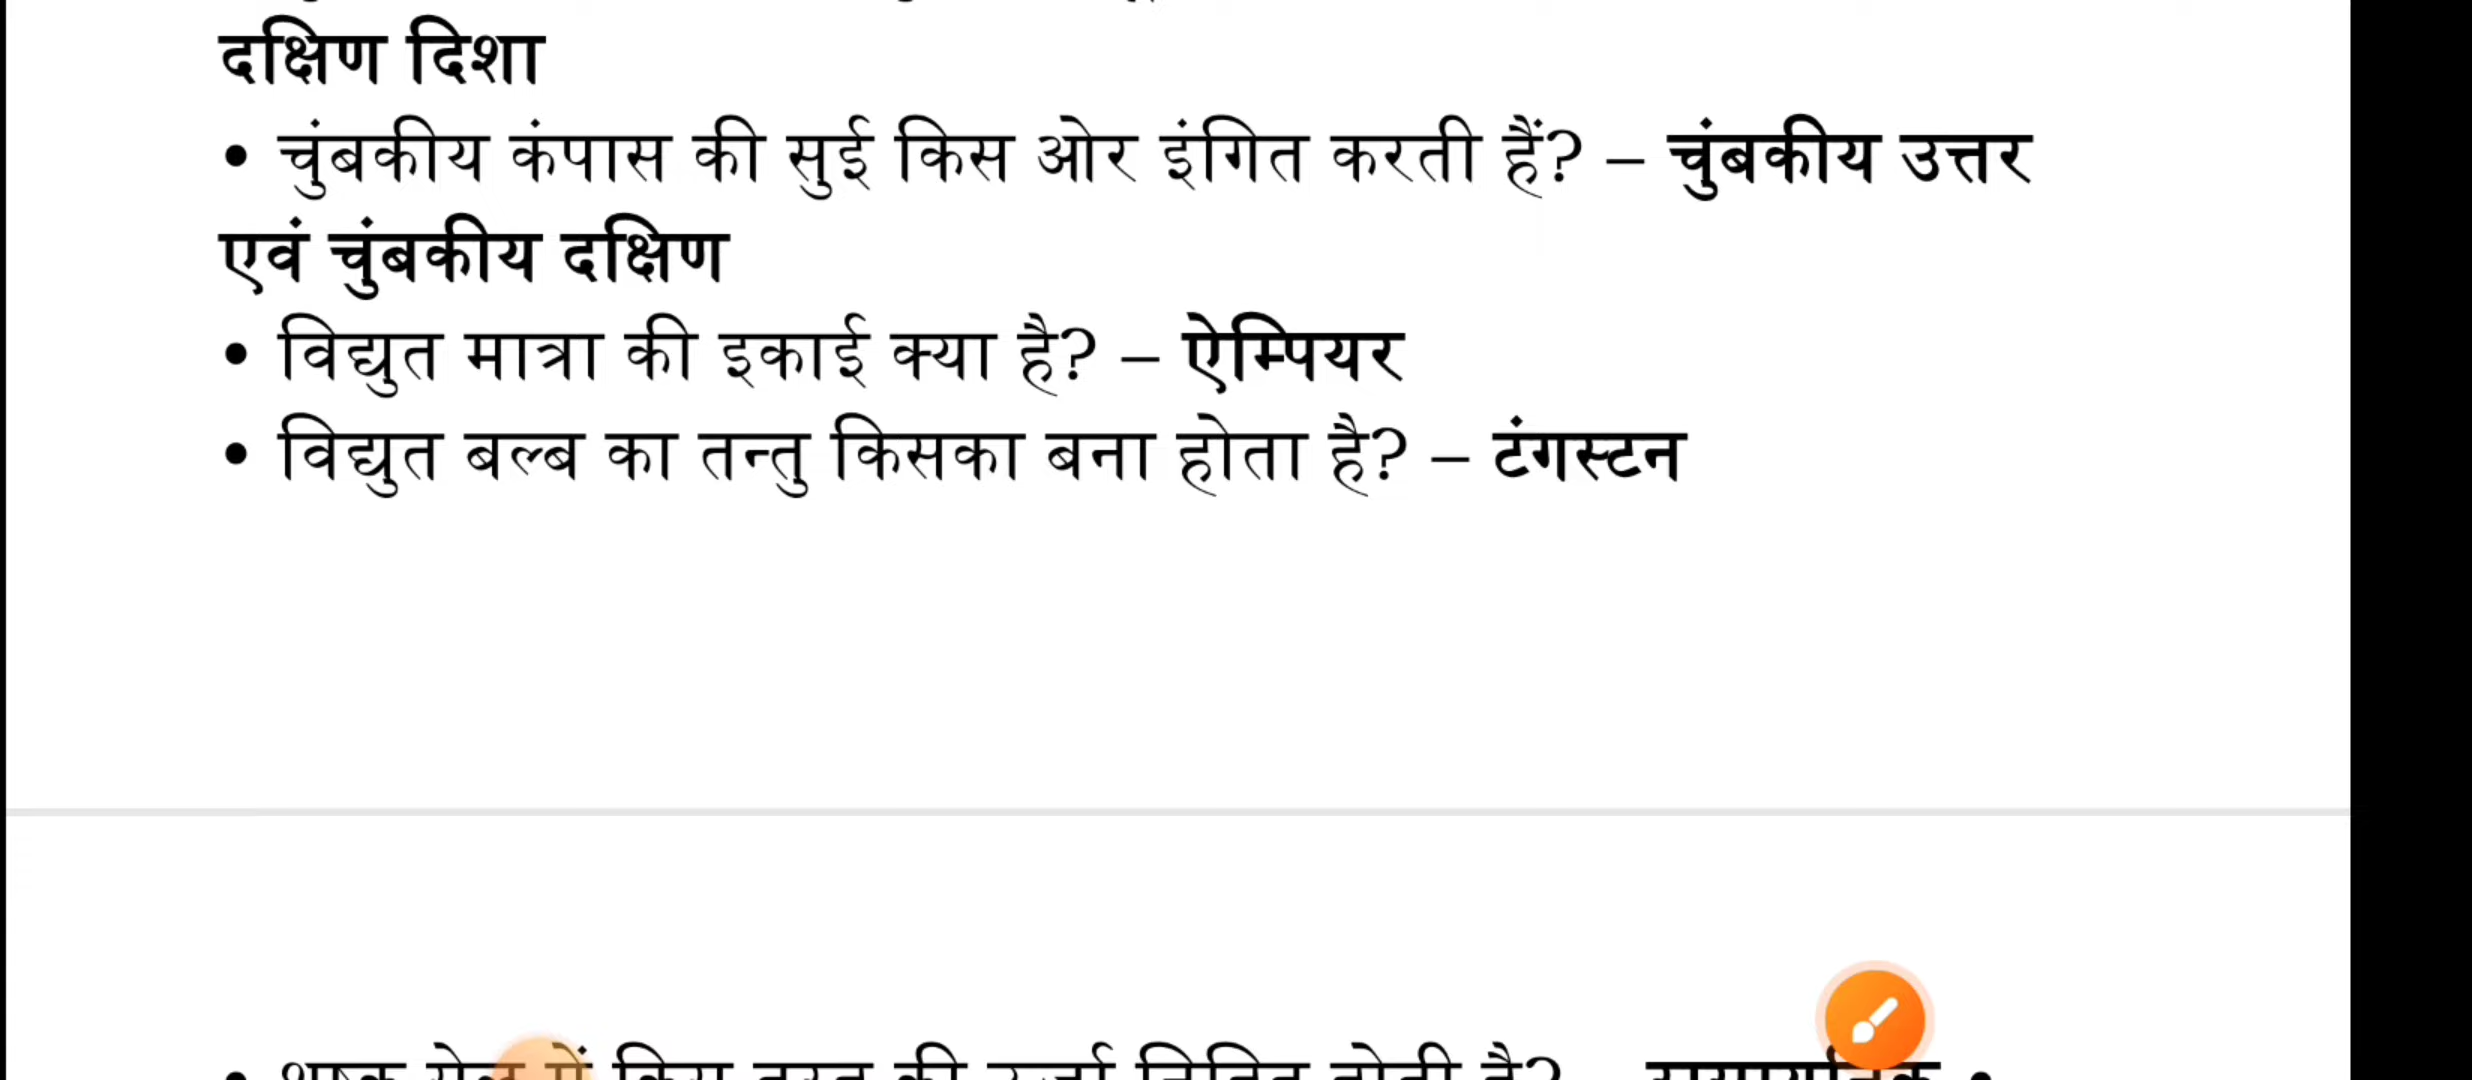 दक्षिण दिशा
• चुंबकीय कंपास की सुई किस ओर इंगित करती हैं? – चुंबकीय उत्तर
एवं चुंबकीय दक्षिण
• विद्युत मात्रा की इकाई क्या है? – ऐम्पियर
• विद्युत बल्ब का तन्तु किसका बना होता है? – टंगस्टन